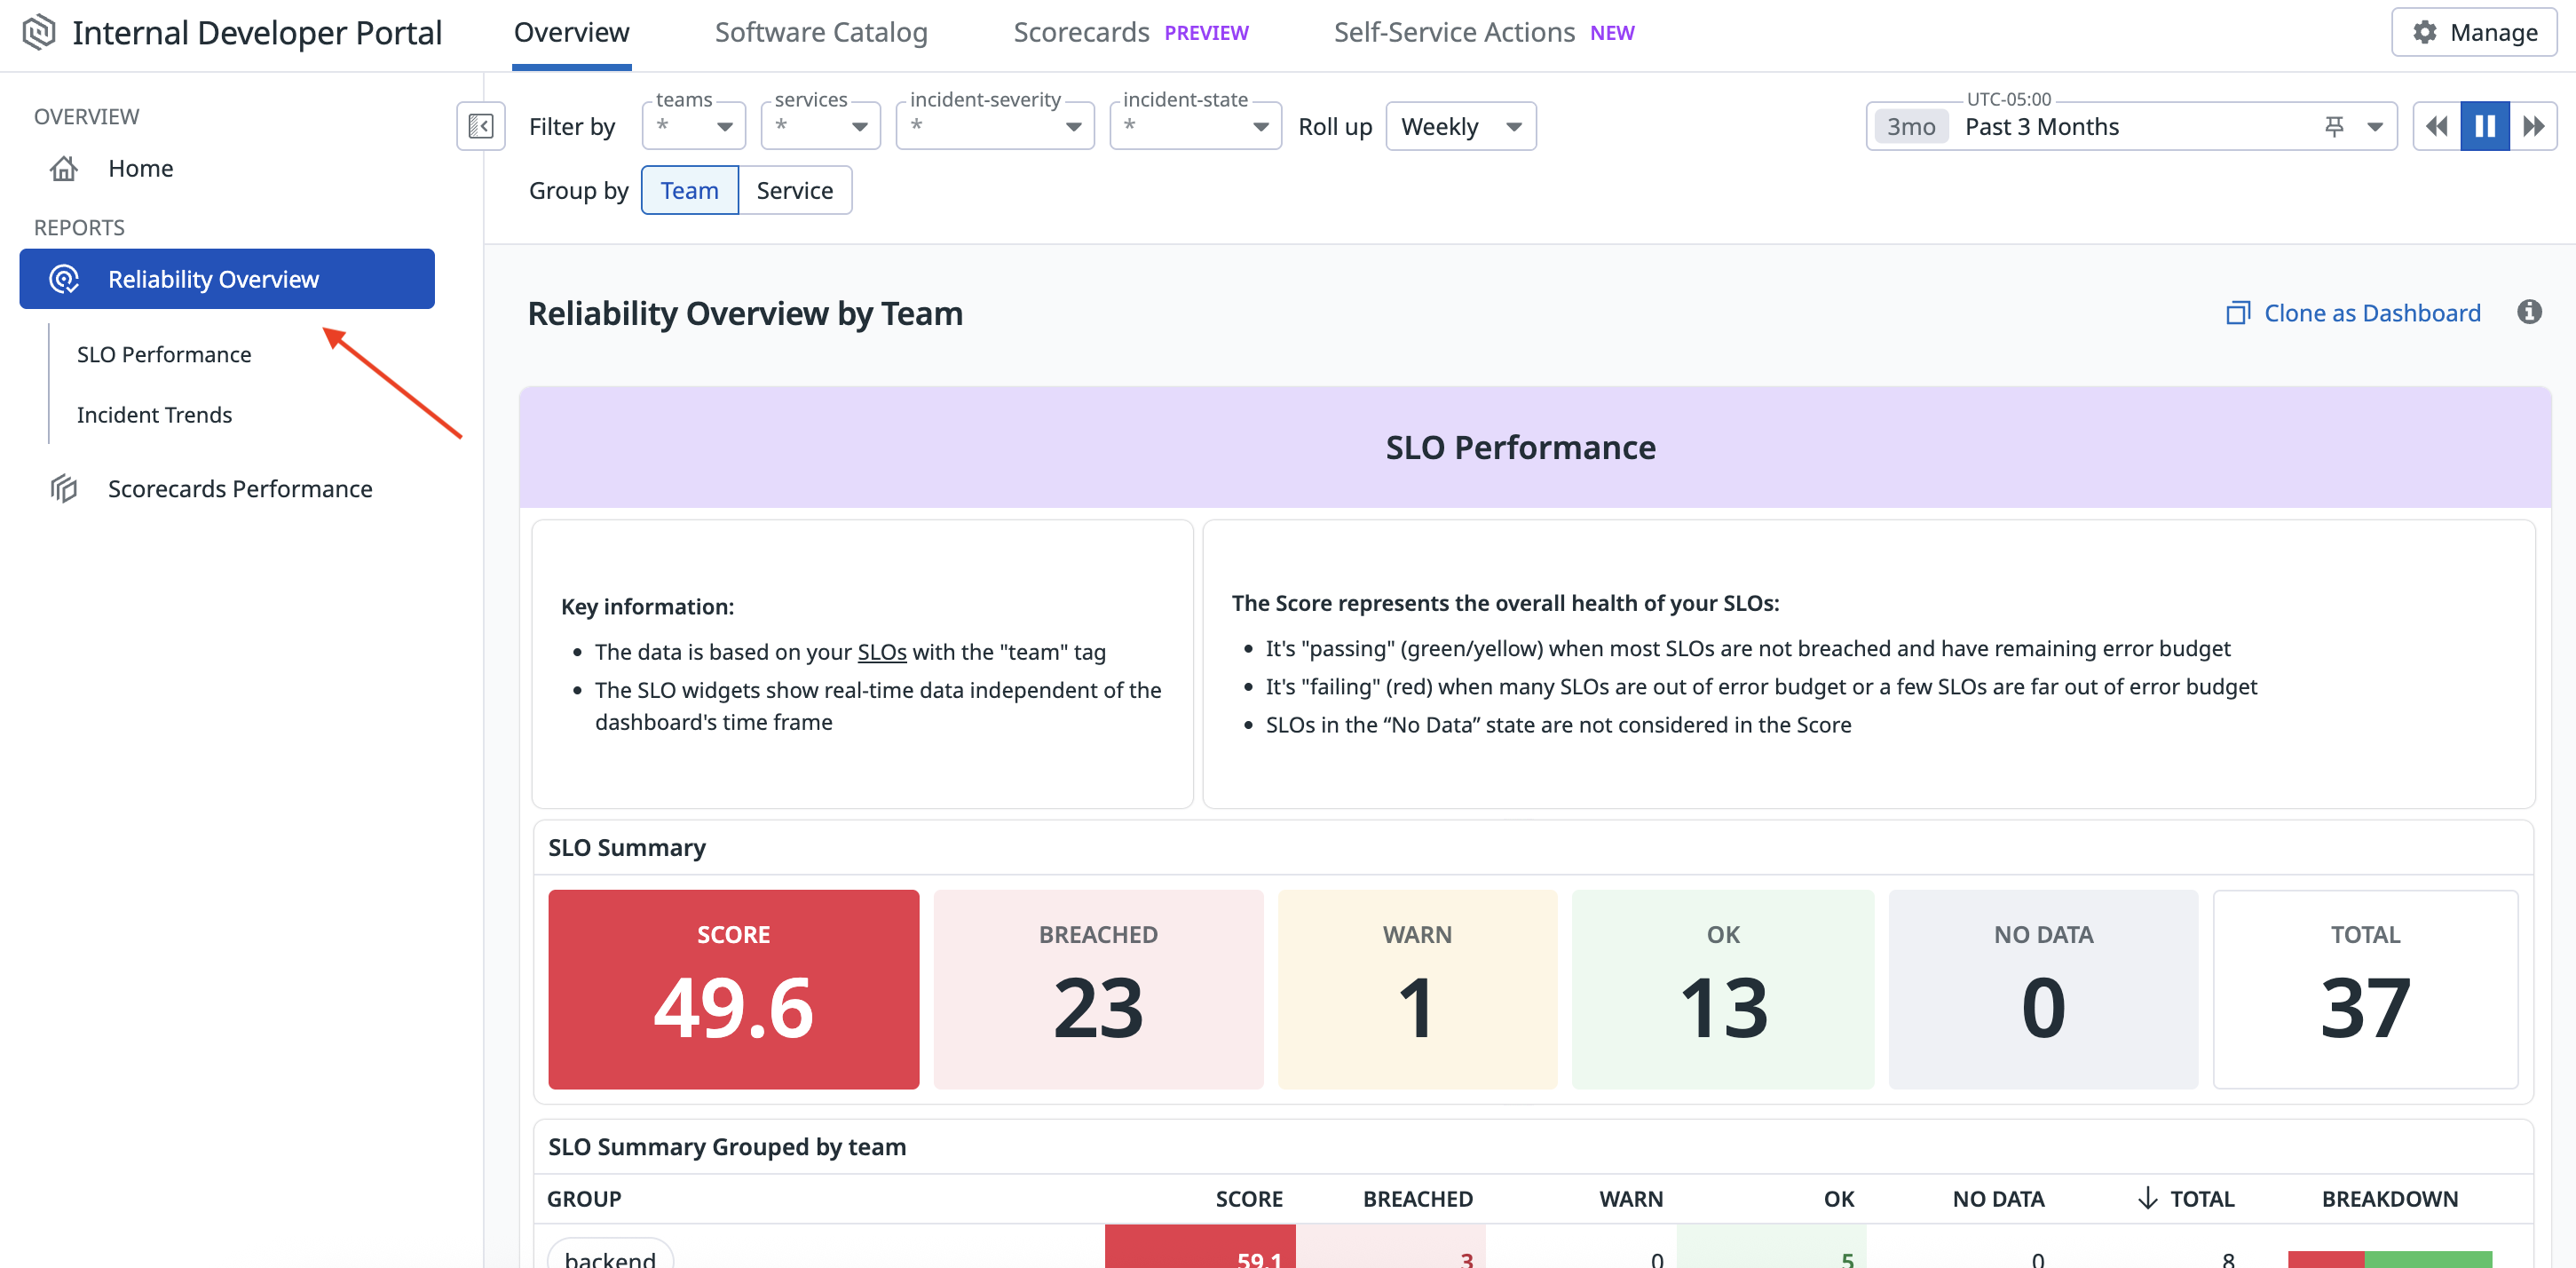 Internal Developer Portal
Overview
Software Catalog
Scorecards PREVIEW
Self-Service Actions NEW
Manage
OVERVIEW
Home
REPORTS
Reliability Overview
SLO Performance
Incident Trends
Scorecards Performance
Filter by
teams
*
services
*
incident-severity
*
incident-state
*
Roll up
Weekly
UTC-05:00
3mo Past 3 Months
Group by
Team
Service
Reliability Overview by Team
Clone as Dashboard
SLO Performance
Key information:
• The data is based on your SLOs with the "team" tag
• The SLO widgets show real-time data independent of the
dashboard's time frame
The Score represents the overall health of your SLOs:
• It's "passing" (green/yellow) when most SLOs are not breached and have remaining error budget
• It's "failing" (red) when many SLOs are out of error budget or a few SLOs are far out of error budget
• SLOs in the “No Data” state are not considered in the Score
SLO Summary
SCORE
49.6
BREACHED
23
WARN
1
OK
13
NO DATA
0
TOTAL
37
SLO Summary Grouped by team
GROUP SCORE BREACHED WARN OK NO DATA TOTAL BREAKDOWN
backend 59.1 3 0 5 0 8